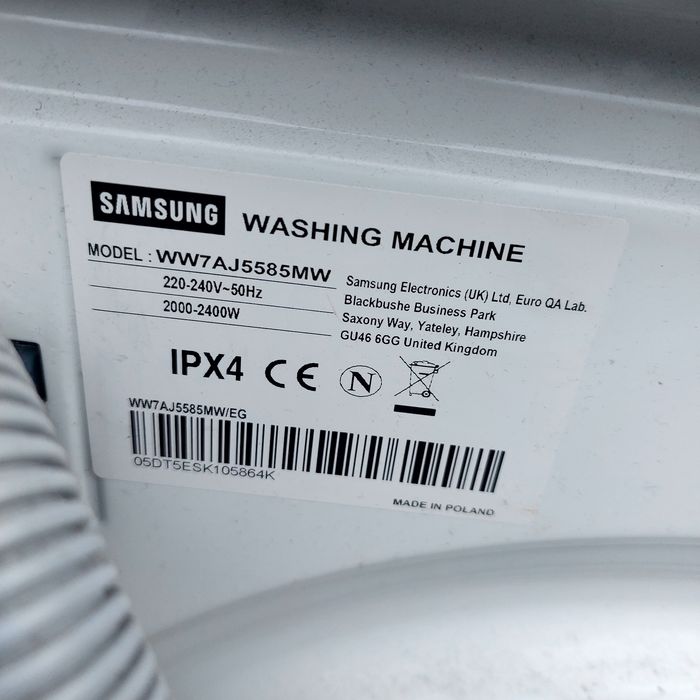 SAMSUNG WASHING MACHINE
MODEL : WW7AJ5585MW
220-240V~50Hz
2000-2400W
Samsung Electronics (UK) Ltd, Euro QA Lab.
Blackbushe Business Park
Saxony Way, Yateley, Hampshire
GU46 6GG United Kingdom
IPX4 CE N
WW7AJ5585MW/EG
05DT5ESK105864K
MADE IN POLAND